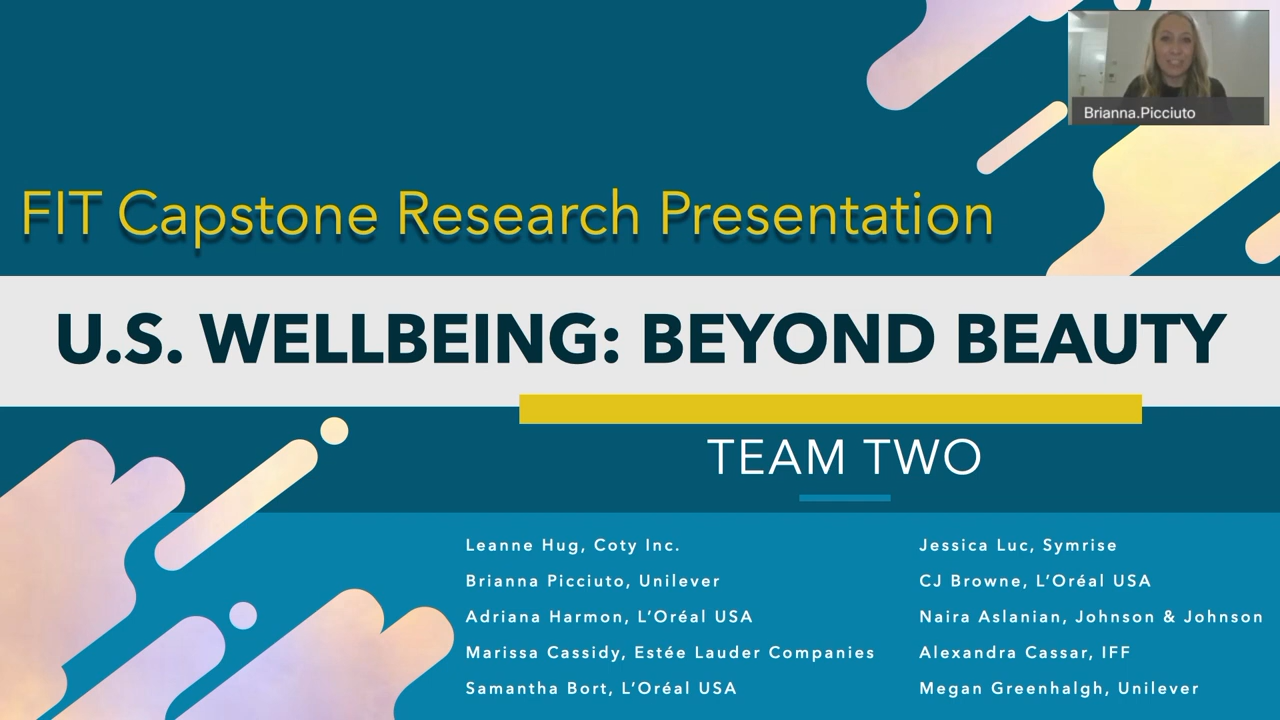 Brianna.Picciuto
FIT Capstone Research Presentation
U.S. WELLBEING: BEYOND BEAUTY
TEAM TWO
Leanne Hug, Coty Inc.
Brianna Picciuto, Unilever
Adriana Harmon, L’Oréal USA
Marissa Cassidy, Estée Lauder Companies
Samantha Bort, L’Oréal USA
Jessica Luc, Symrise
CJ Browne, L’Oréal USA
Naira Aslanian, Johnson & Johnson
Alexandra Cassar, IFF
Megan Greenhalgh, Unilever